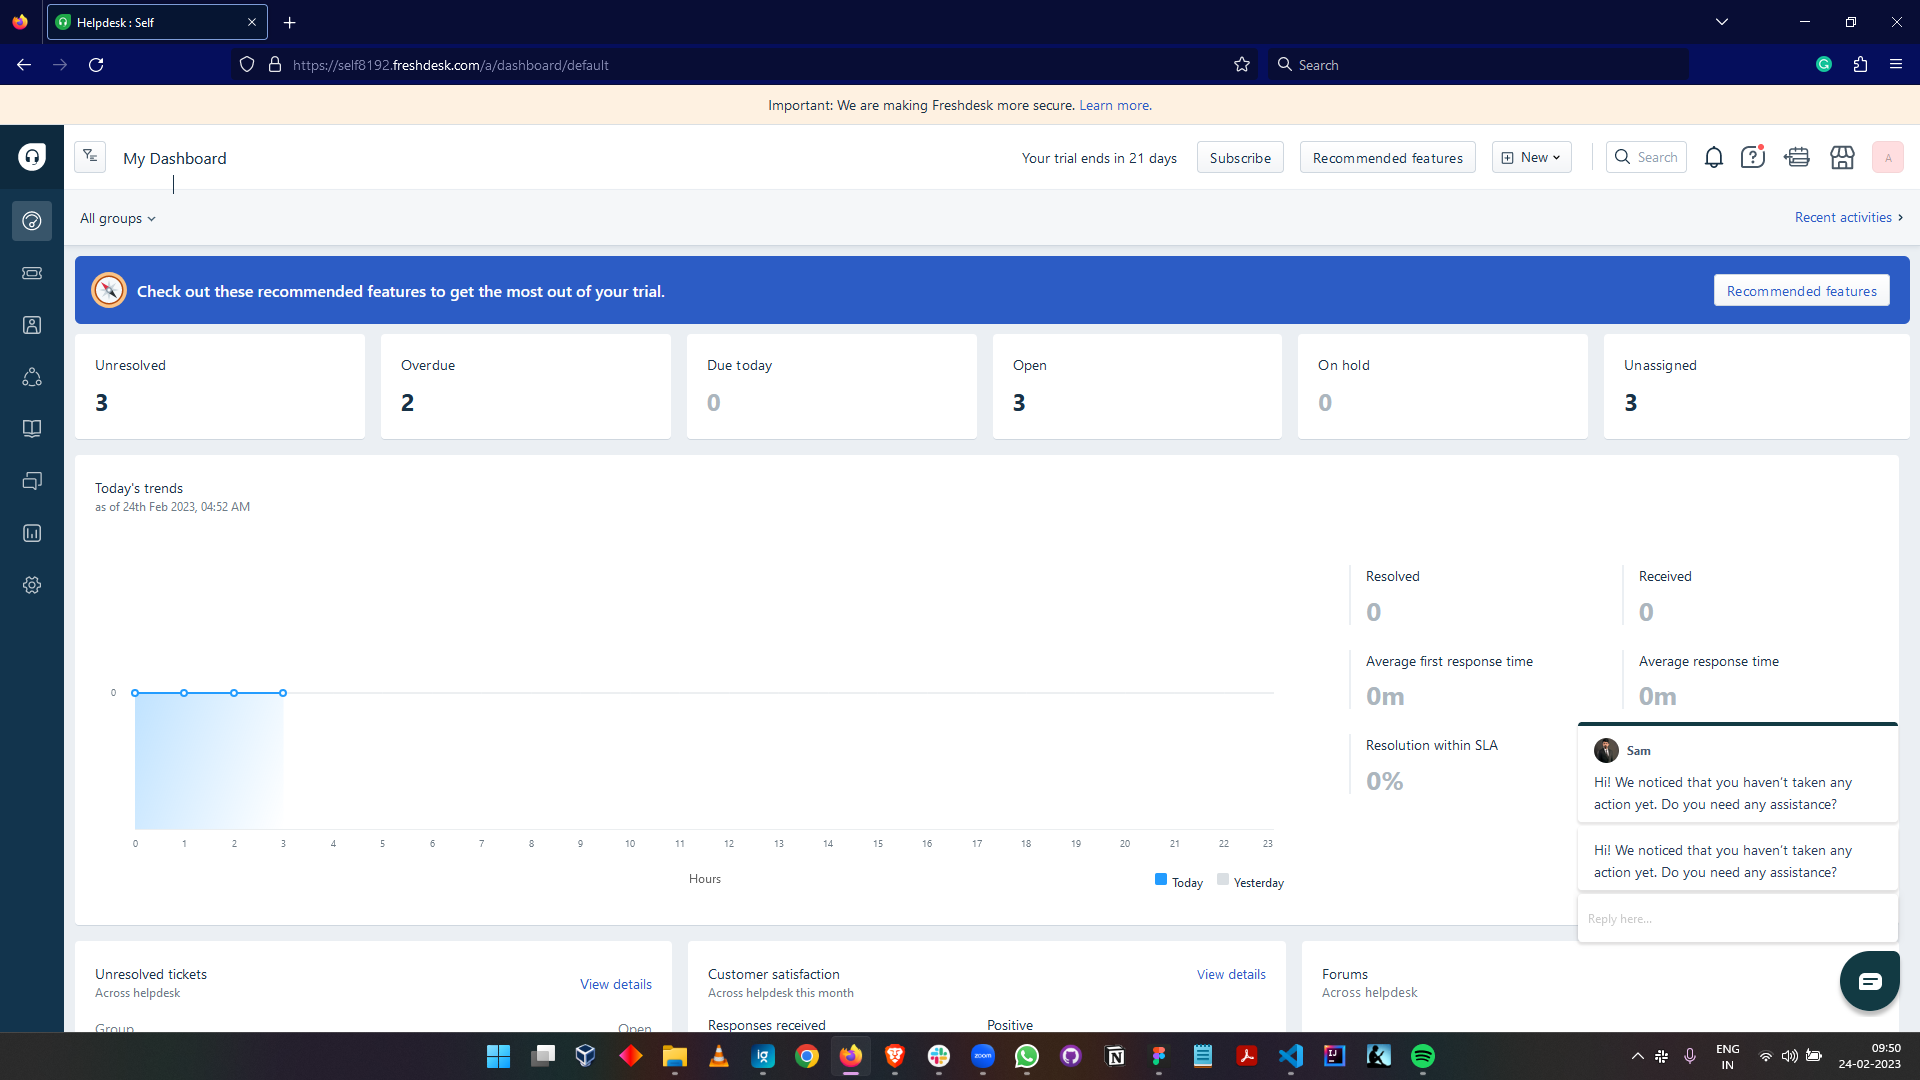 Helpdesk : Self
https://self8192.freshdesk.com/a/dashboard/default
Search
Important: We are making Freshdesk more secure. Learn more.
My Dashboard
Your trial ends in 21 days
Subscribe
Recommended features
New
Search
A
All groups
Recent activities
Check out these recommended features to get the most out of your trial.
Recommended features
Unresolved
3
Overdue
2
Due today
0
Open
3
On hold
0
Unassigned
3
Today's trends
as of 24th Feb 2023, 04:52 AM
0
0 1 2 3 4 5 6 7 8 9 10 11 12 13 14 15 16 17 18 19 20 21 22 23
Hours
Today
Yesterday
Resolved
0
Received
0
Average first response time
0m
Average response time
0m
Resolution within SLA
0%
Sam
Hi! We noticed that you haven't taken any
action yet. Do you need any assistance?
Hi! We noticed that you haven't taken any
action yet. Do you need any assistance?
Reply here...
Unresolved tickets
Across helpdesk
View details
Group
Open
Customer satisfaction
Across helpdesk this month
View details
Responses received
Positive
Forums
Across helpdesk
zoom
ENG
IN
09:50
24-02-2023